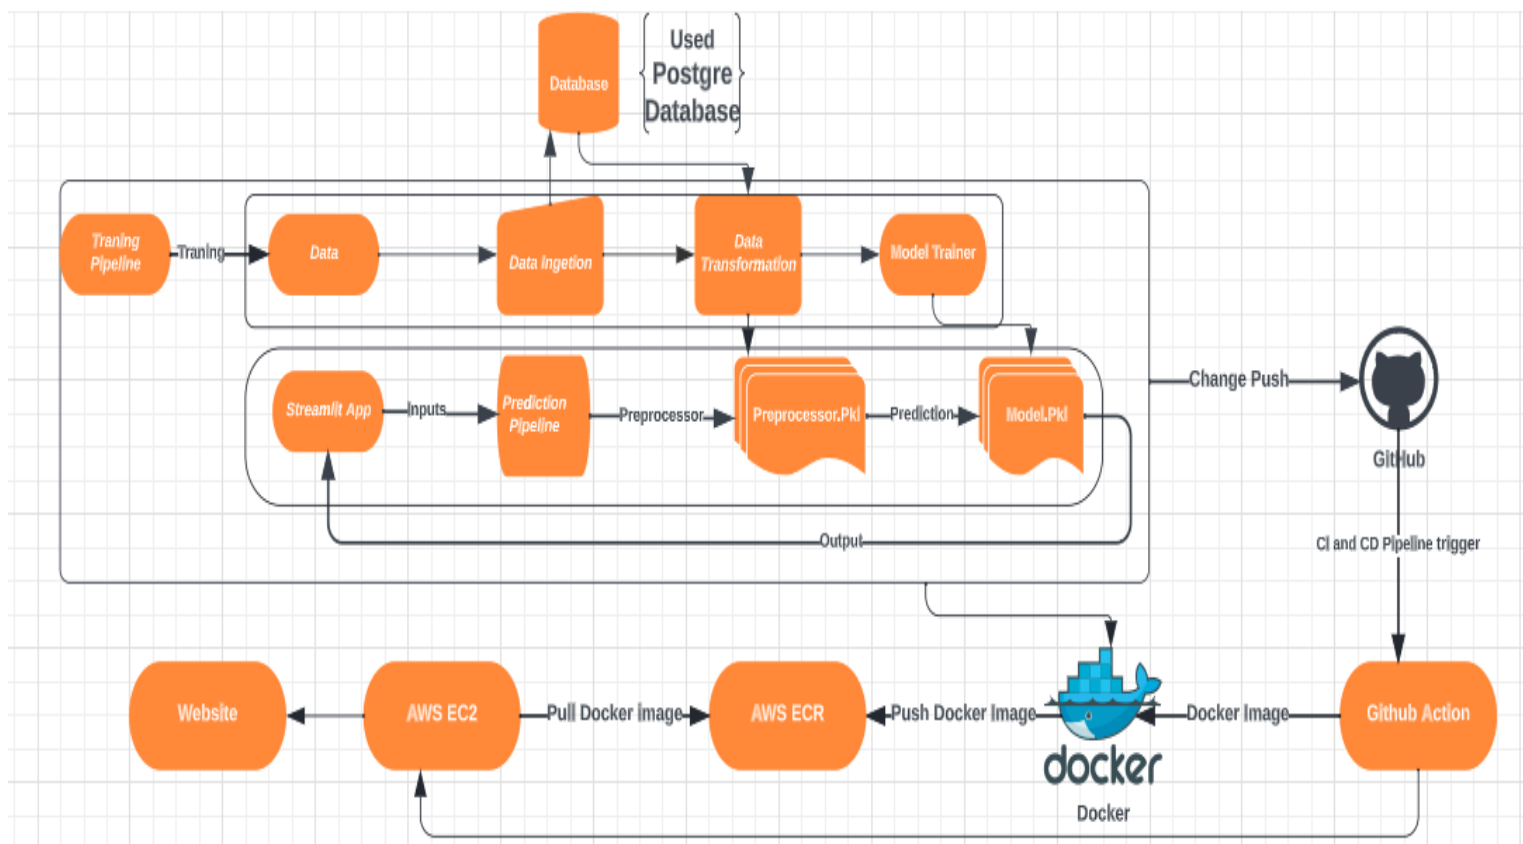 Database
Used
Postgre
Database
Traning
Pipeline
Traning
Data
Data Ingetion
Data
Transformation
Model Trainer
Streamlit App
Inputs
Prediction
Pipeline
Preprocessor
Preprocessor.Pkl
Prediction
Model.Pkl
Output
Change Push
GitHub
CI and CD Pipeline trigger
Website
AWS EC2
Pull Docker image
AWS ECR
Push Docker Image
docker
Docker
Docker Image
Github Action